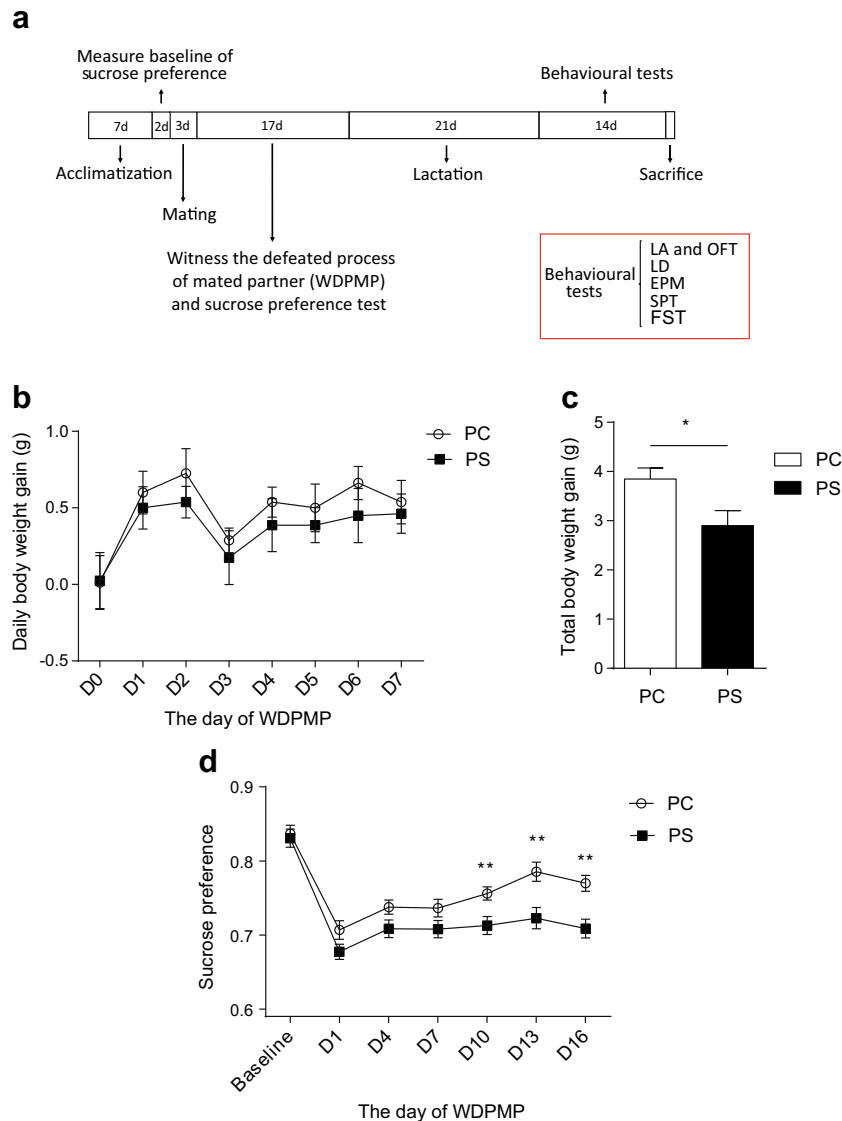 a
Measure baseline of
sucrose preference
Behavioural tests
7d 2d 3d 17d 21d 14d
Acclimatization
Lactation
Sacrifice
Mating
Witness the defeated process
of mated partner (WDPMP)
and sucrose preference test
Behavioural
tests
LA and OFT
LD
EPM
SPT
FST
b
Daily body weight gain (g)
1.0
0.5
0.0
-0.5
D0 D1 D2 D3 D4 D5 D6 D7
The day of WDPMP
PC
PS
c
Total body weight gain (g)
5
4
3
2
1
0
*
PC PS
PC
PS
d
Sucrose preference
0.9
0.8
0.7
0.6
** ** **
Baseline D1 D4 D7 D10 D13 D16
The day of WDPMP
PC
PS